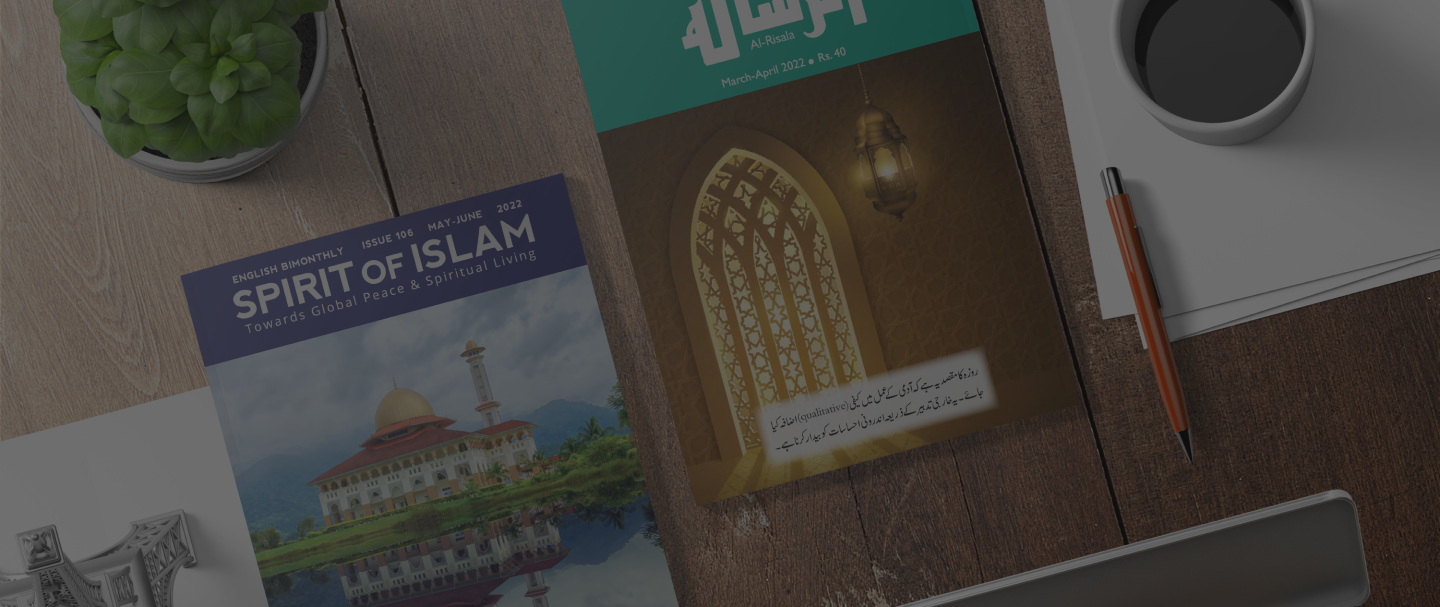 ENGLISH BIMONTHLY ISSUE 106 MAY-JUNE 2022
SPIRIT OF ISLAM
Towards Global Peace & Spiritual Living
الرسالہ
Al-Risala
March-April 2022 • Rs. 40
روزہ کا مقصد یہ ہے کہ آدمی کے عمل میں کیفی (qualitative) اضافہ کیا
جائے۔ یہ خارجی تدبیر کے ذریعہ اندرونی احساسات کو بیدار کرنا ہے۔